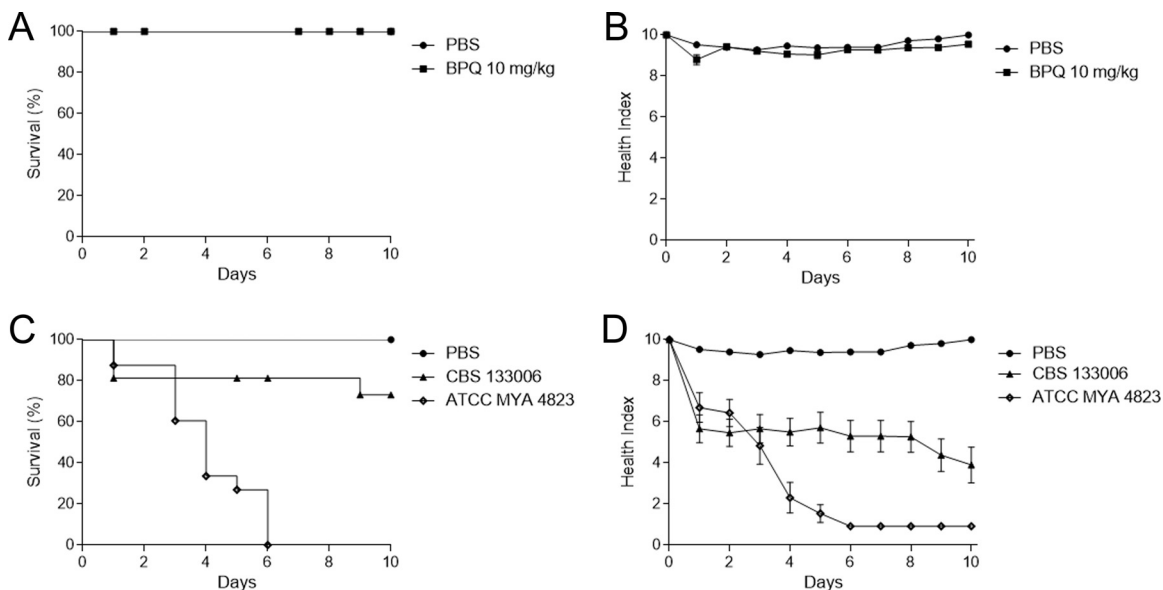 A
Survival (%)
100
80
60
40
20
0
0 2 4 6 8 10
Days
PBS
BPQ 10 mg/kg
B
Health Index
10
8
6
4
2
0
0 2 4 6 8 10
Days
PBS
BPQ 10 mg/kg
C
Survival (%)
100
80
60
40
20
0
0 2 4 6 8 10
Days
PBS
CBS 133006
ATCC MYA 4823
D
Health Index
10
8
6
4
2
0
0 2 4 6 8 10
Days
PBS
CBS 133006
ATCC MYA 4823